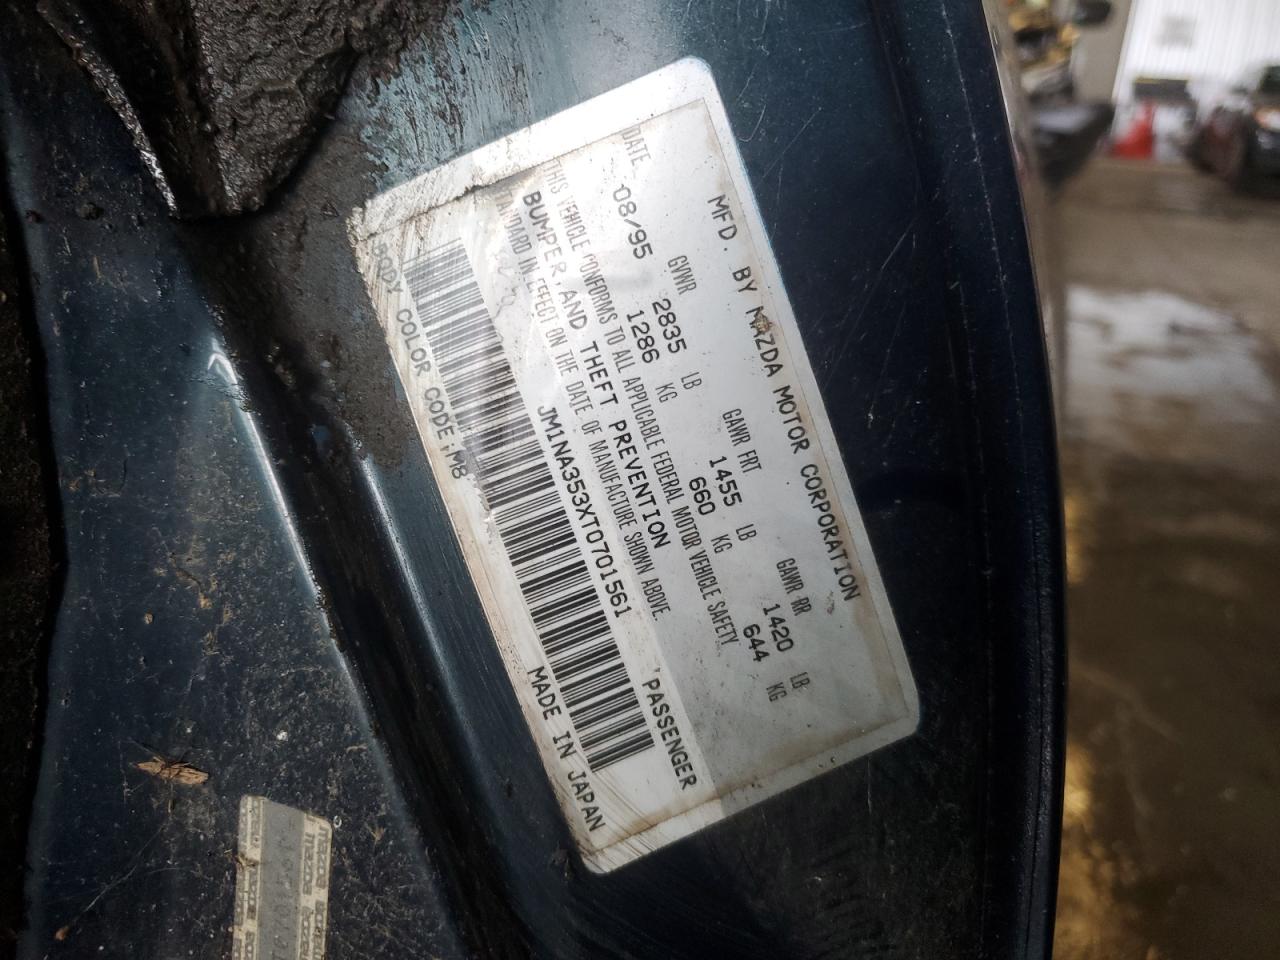 MFD. BY MAZDA MOTOR CORPORATION
DATE GVWR GAWR FRT GAWR RR
08/95 2835 LB 1455 LB 1420 LB
1286 KG 660 KG 644 KG
THIS VEHICLE CONFORMS TO ALL APPLICABLE FEDERAL MOTOR VEHICLE SAFETY
BUMPER, AND THEFT PREVENTION
STANDARD IN EFFECT ON THE DATE OF MANUFACTURE SHOWN ABOVE.
JM1NA353XT0701561 PASSENGER
BODY COLOR CODE:M8 MADE IN JAPAN
mazda mazda